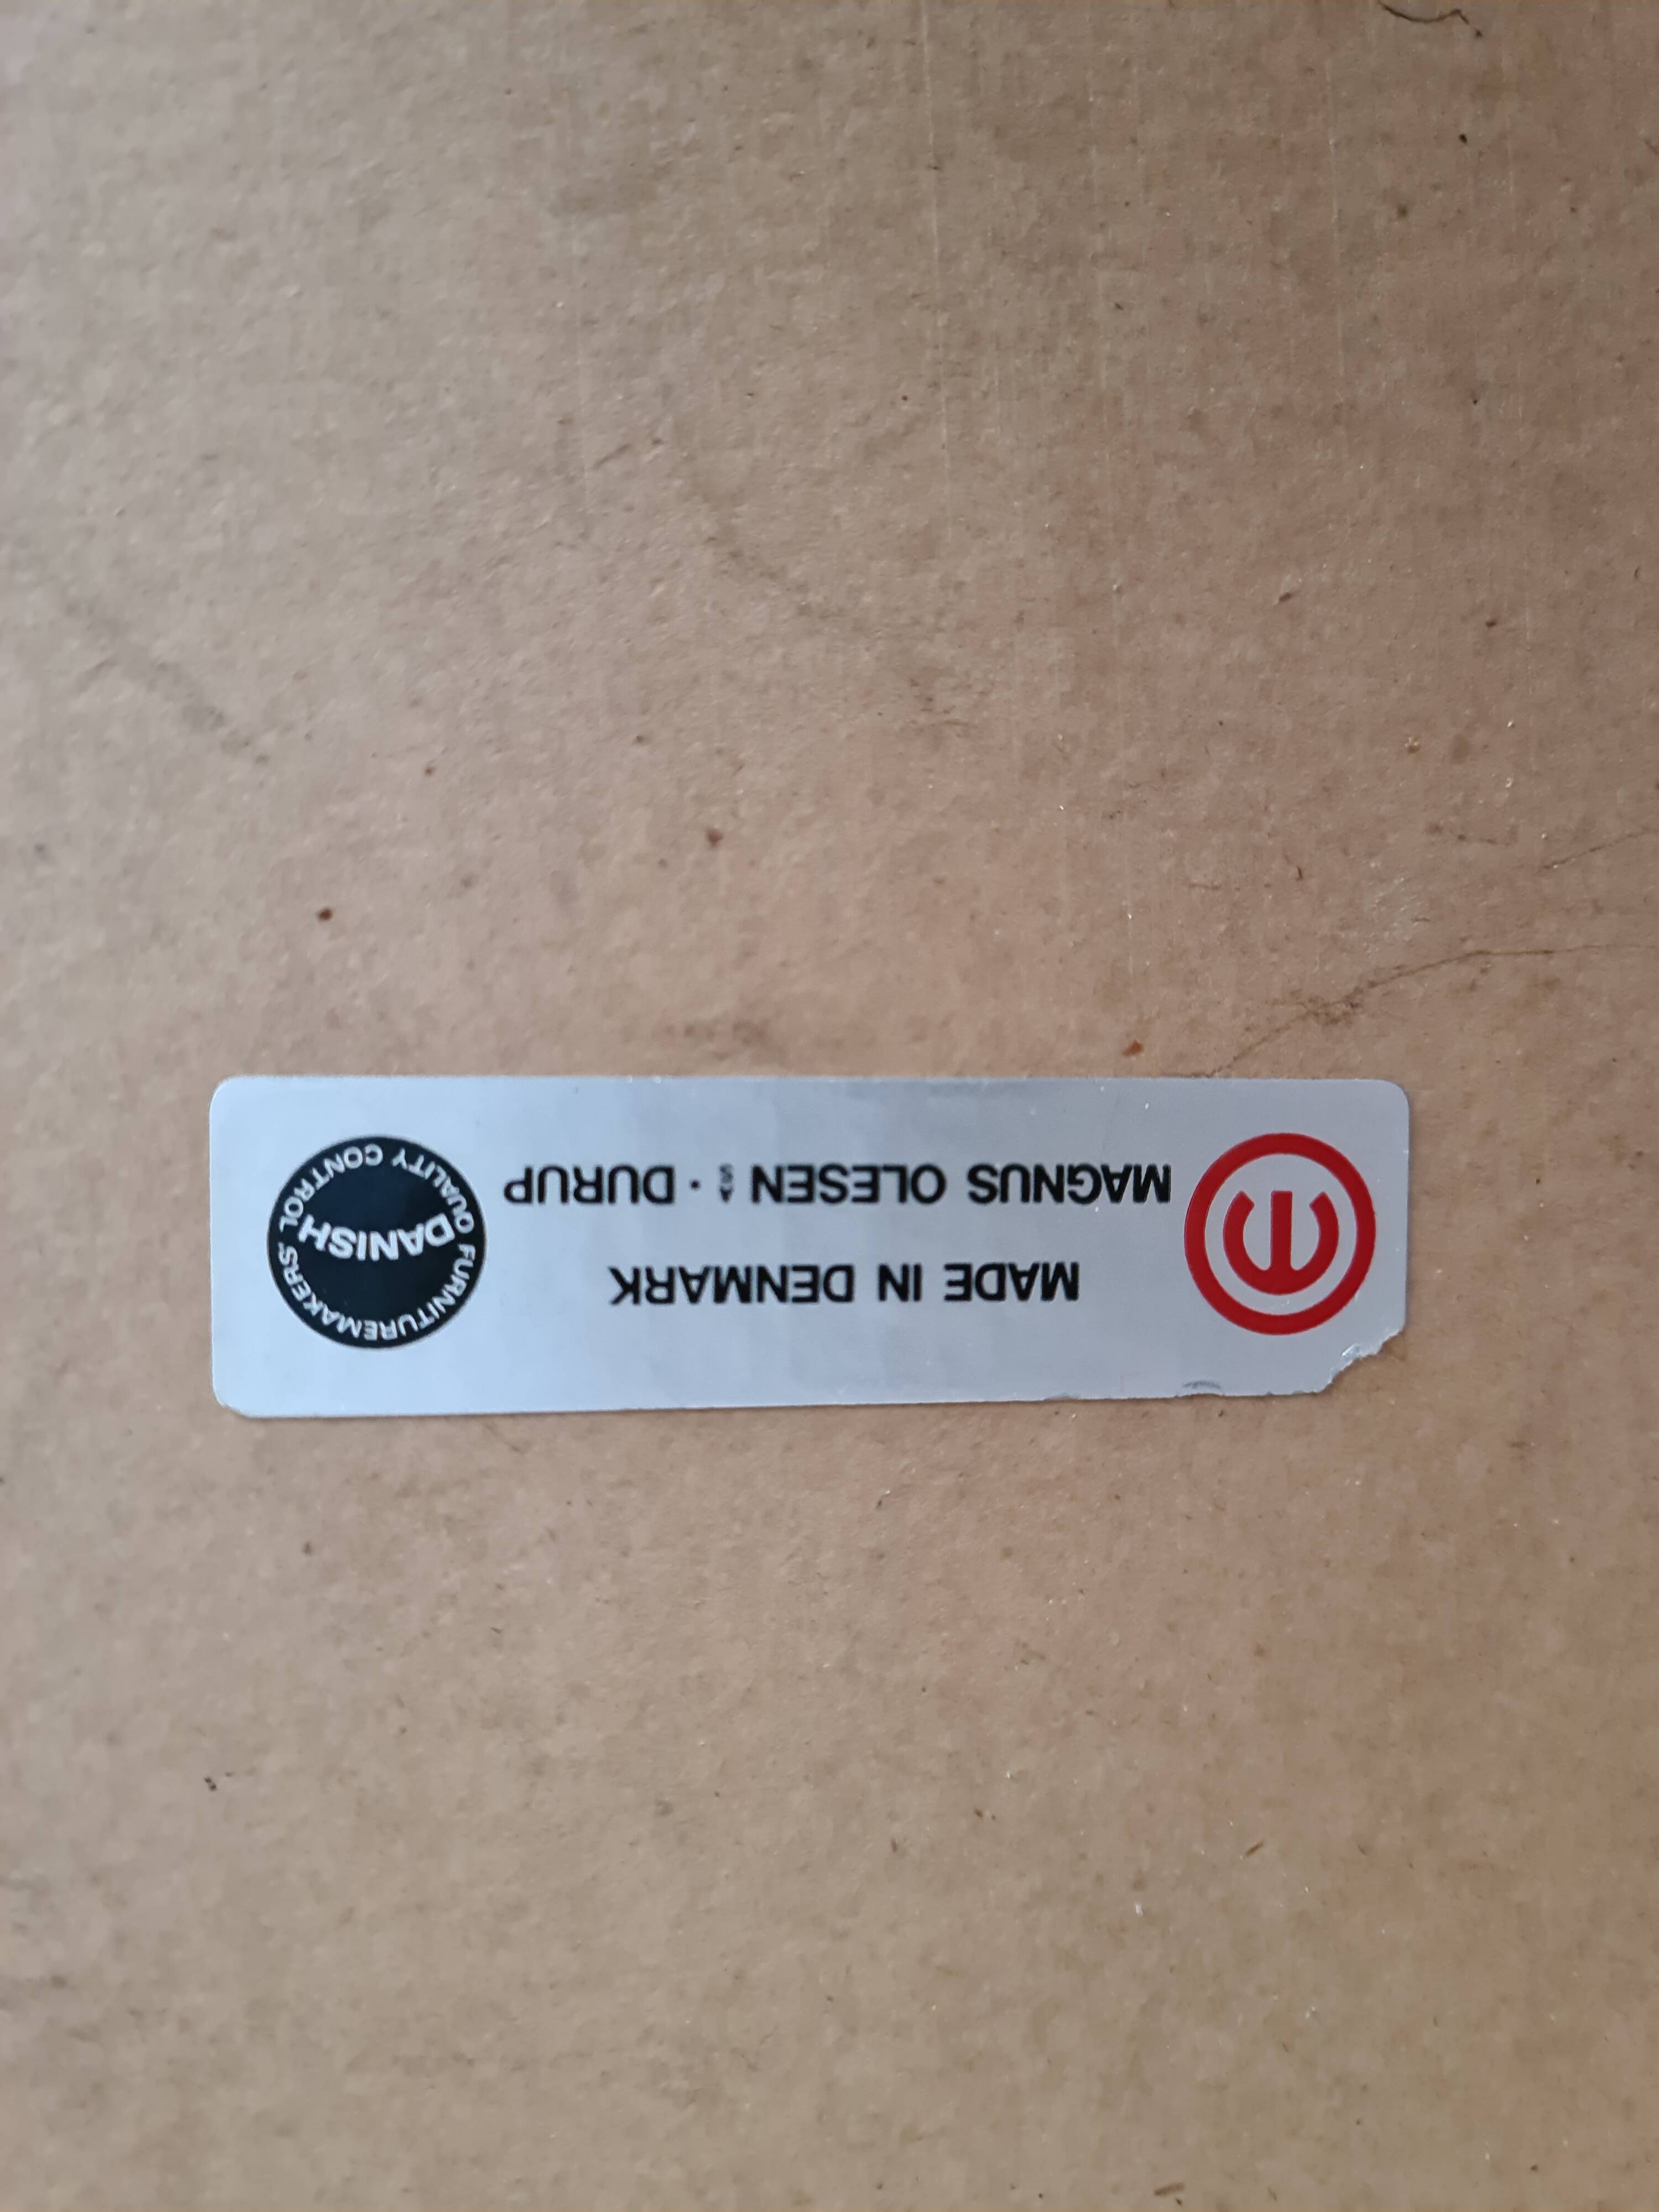 MADE IN DENMARK
MAGNUS OLESEN A/S · DURUP
FURNITUREMAKERS'
DANISH
QUALITY CONTROL